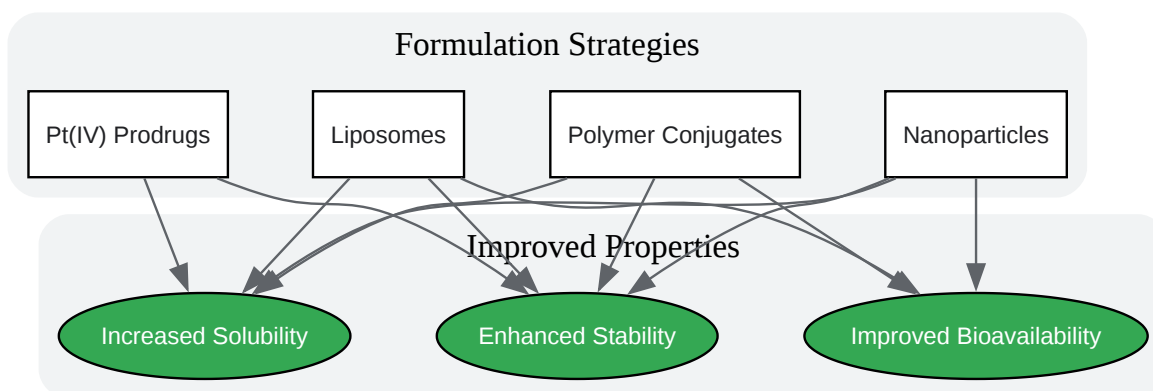 Formulation Strategies
Pt(IV) Prodrugs
Liposomes
Polymer Conjugates
Nanoparticles
Improved Properties
Increased Solubility
Enhanced Stability
Improved Bioavailability